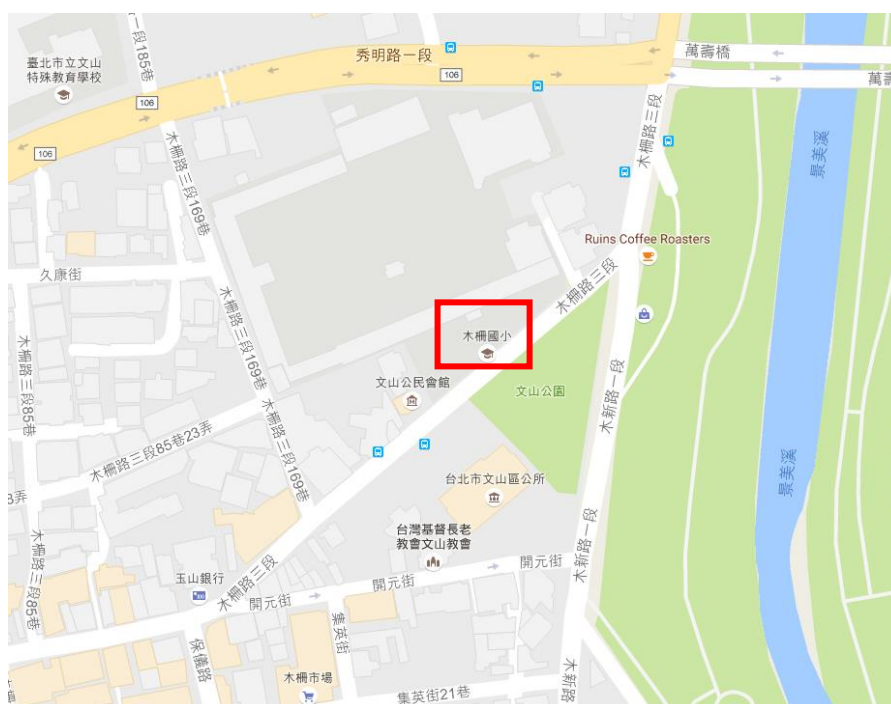 秀明路一段
106
萬壽橋
萬壽
臺北市立文山
特殊教育學校
一段185巷
106
106
木柵路三段
景美溪
木柵路三段169巷
Ruins Coffee Roasters
久康街
木柵路三段
木柵路三段169巷
木柵國小
木柵路三段85巷
文山公民會館
文山公園
木新路一段
木柵路三段169巷
木柵路三段85巷23弄
景美溪
台北市文山區公所
3弄
台灣基督長老
教會文山教會
木新路一段
木柵路三段85巷
玉山銀行
木柵路三段
開元街
開元街
開元街
集英街
保儀路
木柵市場
木新路
集英街21巷